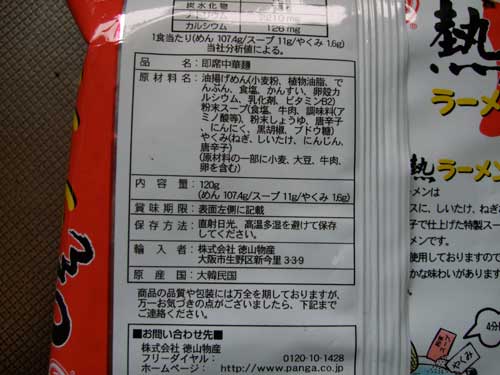 炭水化物
ナトリウム 2210mg
カルシウム 126mg
1食当たり(めん 107.4g/スープ 11g/やくみ 1.6g)
当社分析値による。
品名: 即席中華麺
原材料名: 油揚げめん(小麦粉、植物油脂、で
んぷん、食塩、かんすい、卵殻カ
ルシウム、乳化剤、ビタミンB2)
粉末スープ(食塩、牛肉、調味料(ア
ミノ酸等)、粉末しょうゆ、唐辛子
、にんにく、黒胡椒、ブドウ糖)
やくみ(ねぎ、しいたけ、にんじん、
唐辛子)
(原材料の一部に小麦、大豆、牛肉、
卵を含む)
内容量: 120g
(めん 107.4g/スープ 11g/やくみ 1.6g)
賞味期限: 表面左側に記載
保存方法: 直射日光、高温多湿を避けて保存
してください。
輸入者: 株式会社 徳山物産
大阪市生野区新今里 3-3-9
原産国: 大韓民国
商品の品質や包装には万全を期しておりますが、
万一お気づきの点がございましたら、下記まで
ご連絡ください。
■お問い合わせ先■
株式会社 徳山物産
フリーダイヤル: 0120-10-1428
ホームページ: http://www.panga.co.jp
熱
ラーメン
熱ラーメン
ーメンは
スに、しいたけ、ねぎ
子で仕上げた特製スー
ーメンです。
使用しておりますので
かな味わいがあります
4分
やくみ